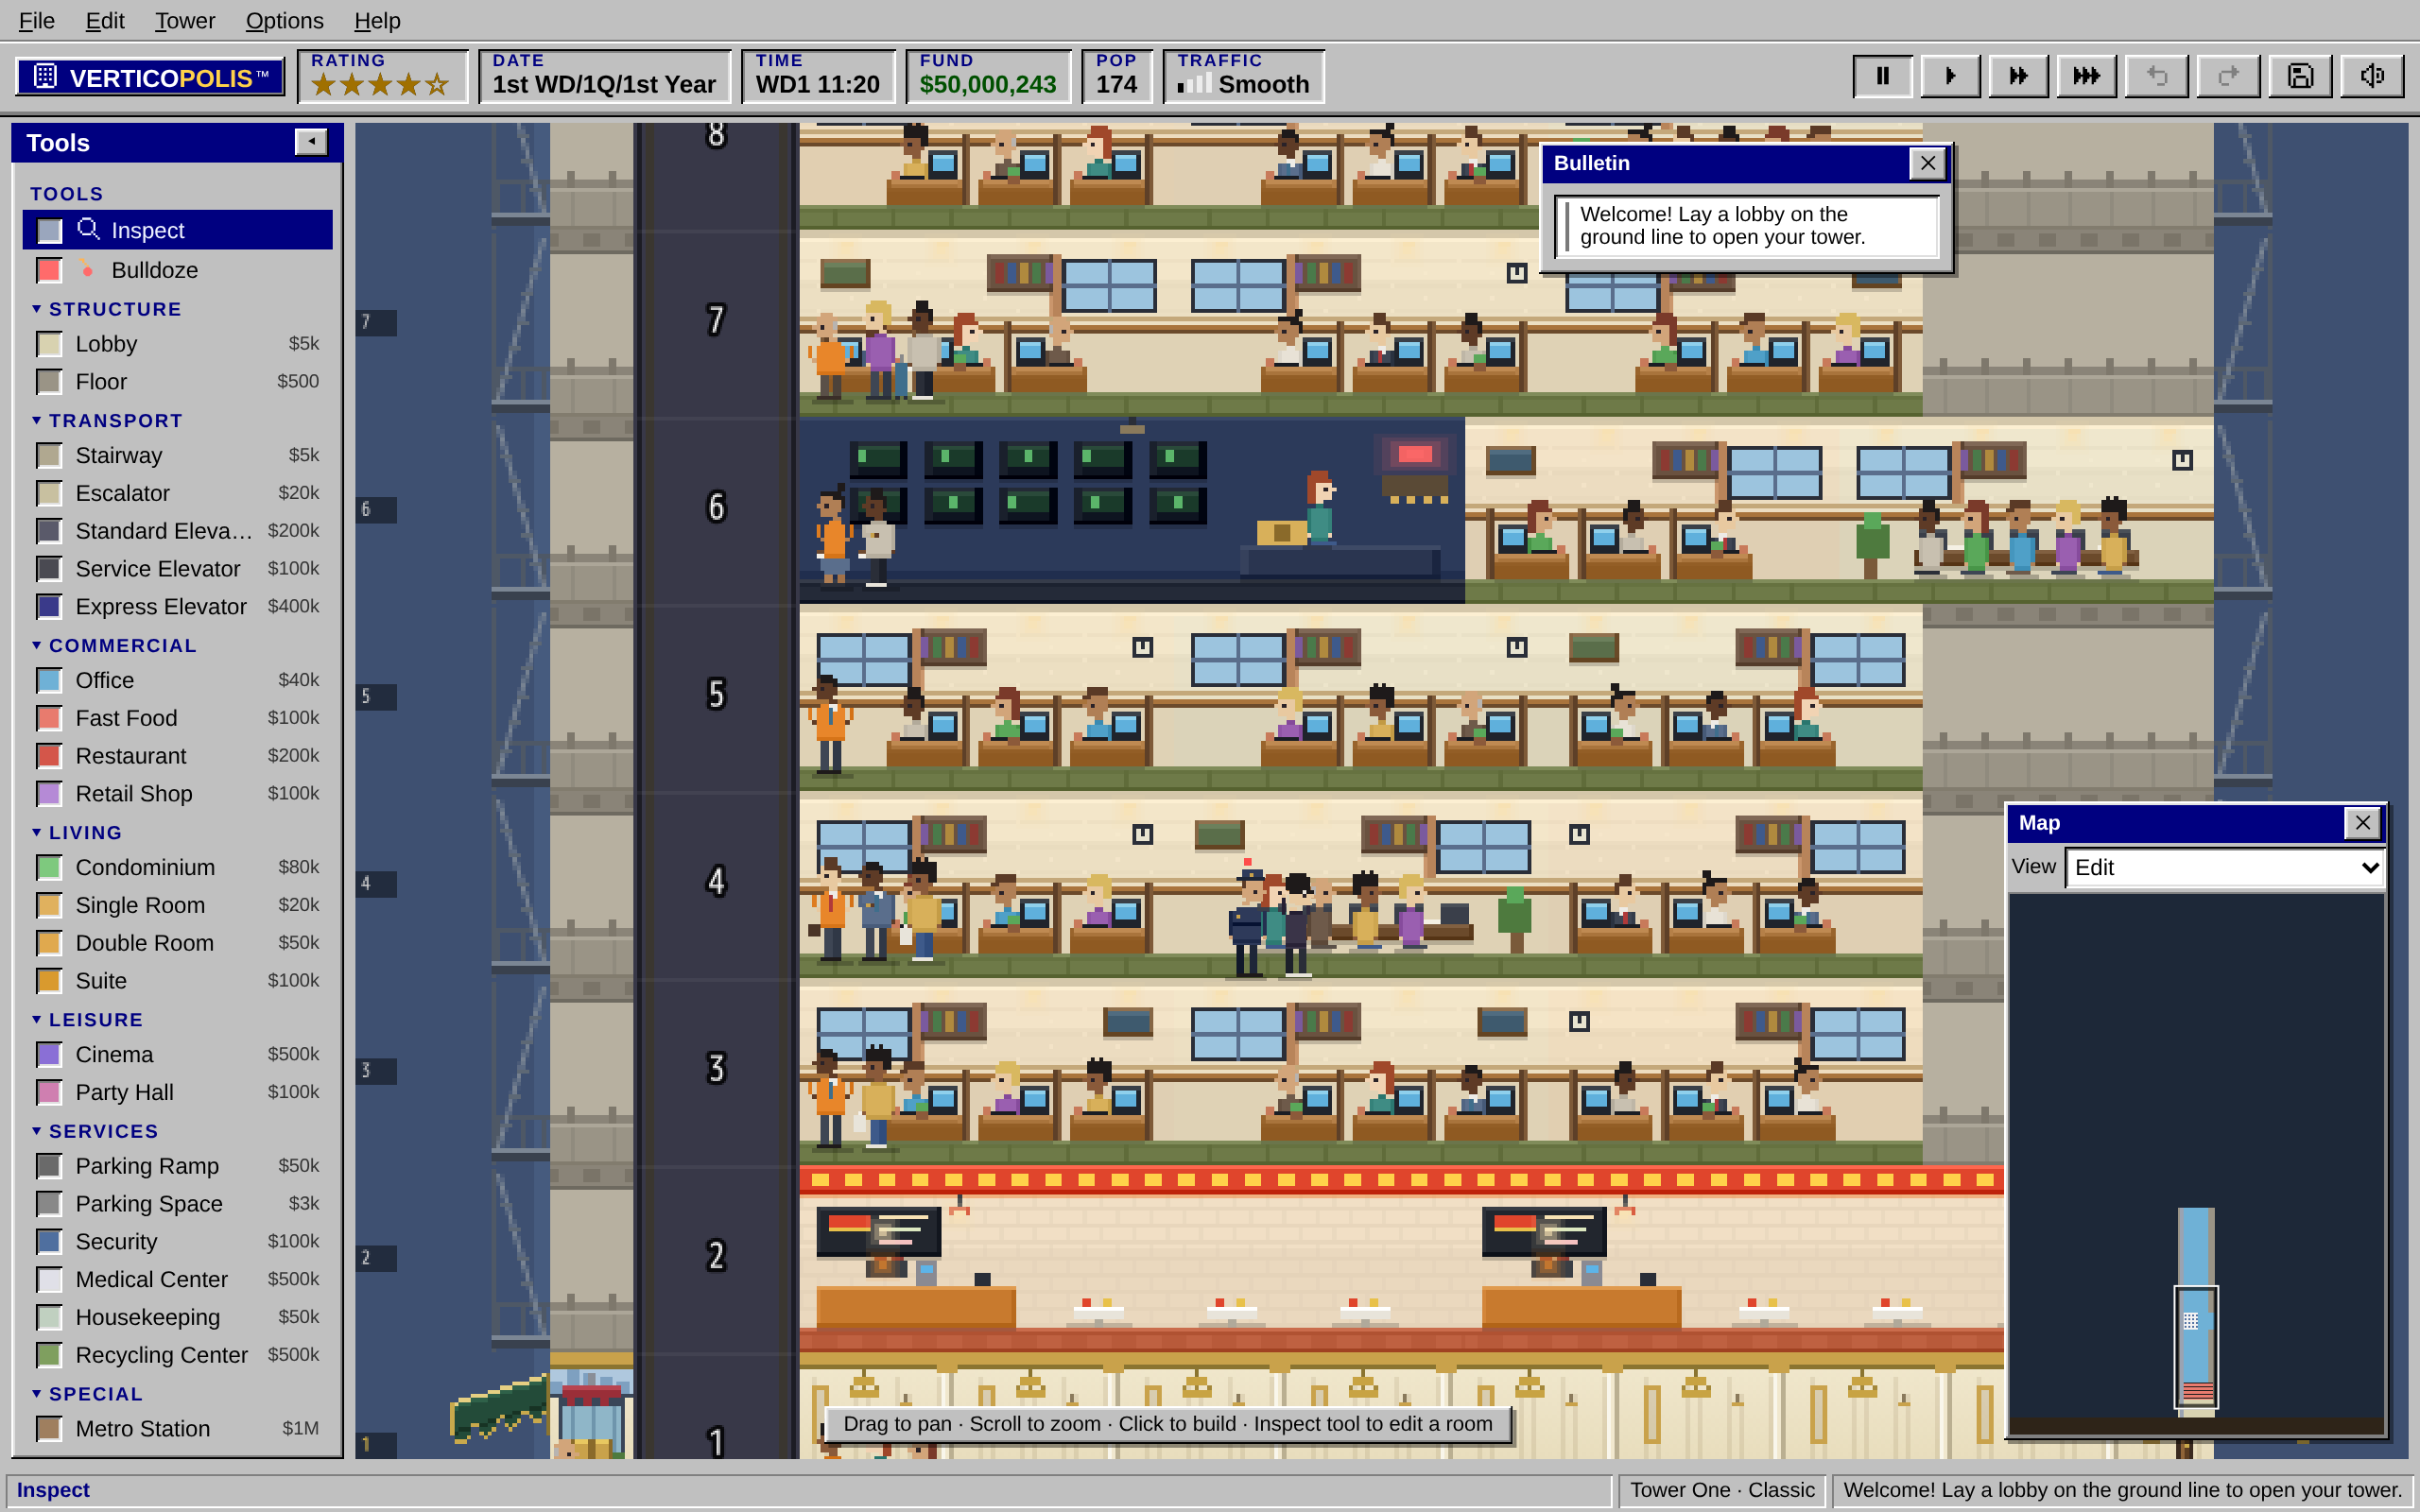 File Edit Tower Options Help
VERTICOPOLIS™
RATING
DATE
1st WD/1Q/1st Year
TIME
WD1 11:20
FUND
$50,000,243
POP
174
TRAFFIC
Smooth
Tools
TOOLS
Inspect
Bulldoze
STRUCTURE
Lobby $5k
Floor $500
TRANSPORT
Stairway $5k
Escalator $20k
Standard Eleva… $200k
Service Elevator $100k
Express Elevator $400k
COMMERCIAL
Office $40k
Fast Food $100k
Restaurant $200k
Retail Shop $100k
LIVING
Condominium $80k
Single Room $20k
Double Room $50k
Suite $100k
LEISURE
Cinema $500k
Party Hall $100k
SERVICES
Parking Ramp $50k
Parking Space $3k
Security $100k
Medical Center $500k
Housekeeping $50k
Recycling Center $500k
SPECIAL
Metro Station $1M
8
7 7
6 6
5 5
4 4
3 3
2 2
1 1
Bulletin
Welcome! Lay a lobby on the
ground line to open your tower.
Map
View Edit
Drag to pan · Scroll to zoom · Click to build · Inspect tool to edit a room
Inspect
Tower One · Classic
Welcome! Lay a lobby on the ground line to open your tower.